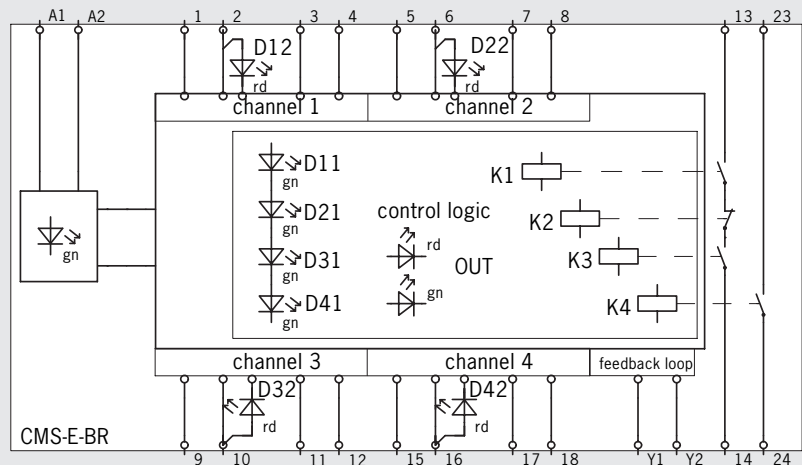 A1 A2 1 2 3 4 5 6 7 8 13 23
D12 D22
rd rd
channel 1 channel 2
D11
gn
K1
D21
gn
control logic
K2
rd
D31
gn
OUT
K3
gn
D41
gn
K4
gn
channel 3 channel 4 feedback loop
D32 D42
rd rd
CMS-E-BR
9 10 11 12 15 16 17 18 Y1 Y2 14 24